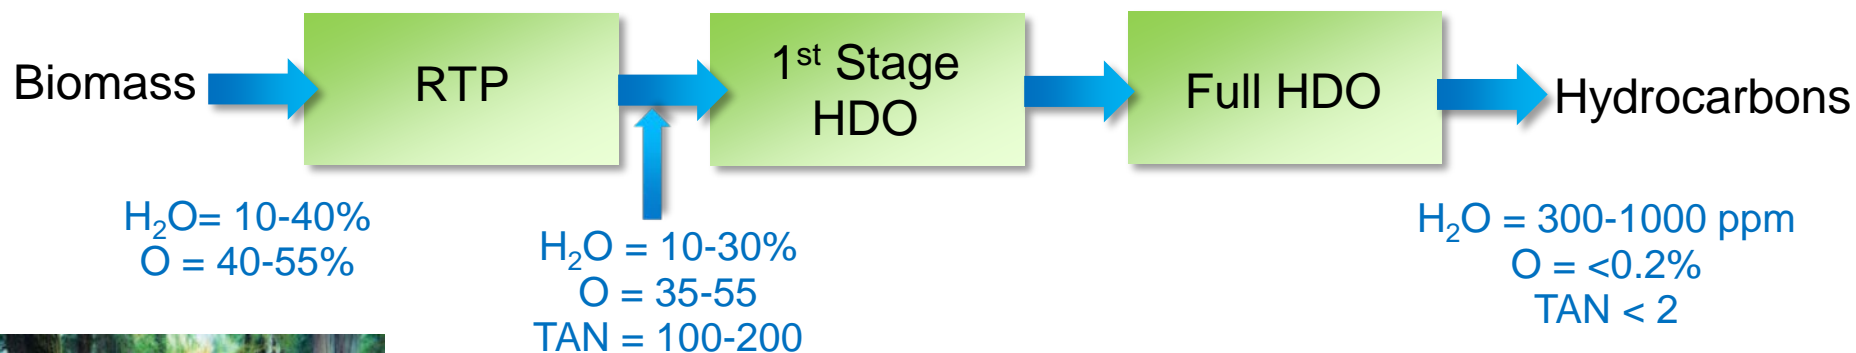 Biomass
RTP
1st Stage
HDO
Full HDO
Hydrocarbons
H₂O= 10-40%
O = 40-55%
H₂O = 10-30%
O = 35-55
TAN = 100-200
H₂O = 300-1000 ppm
O = <0.2%
TAN < 2